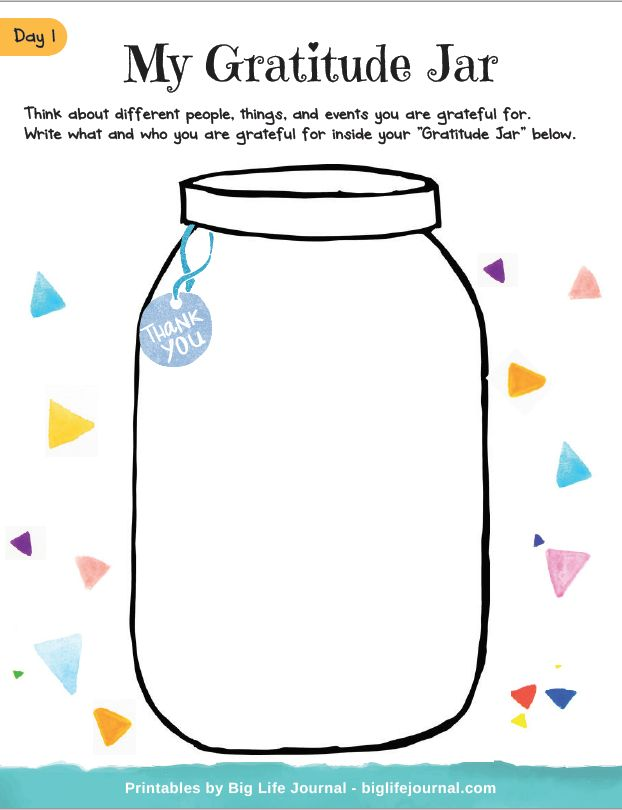 Day 1
My Gratitude Jar
Think about different people, things, and events you are grateful for.
Write what and who you are grateful for inside your "Gratitude Jar" below.
THANK
YOU
Printables by Big Life Journal - biglifejournal.com